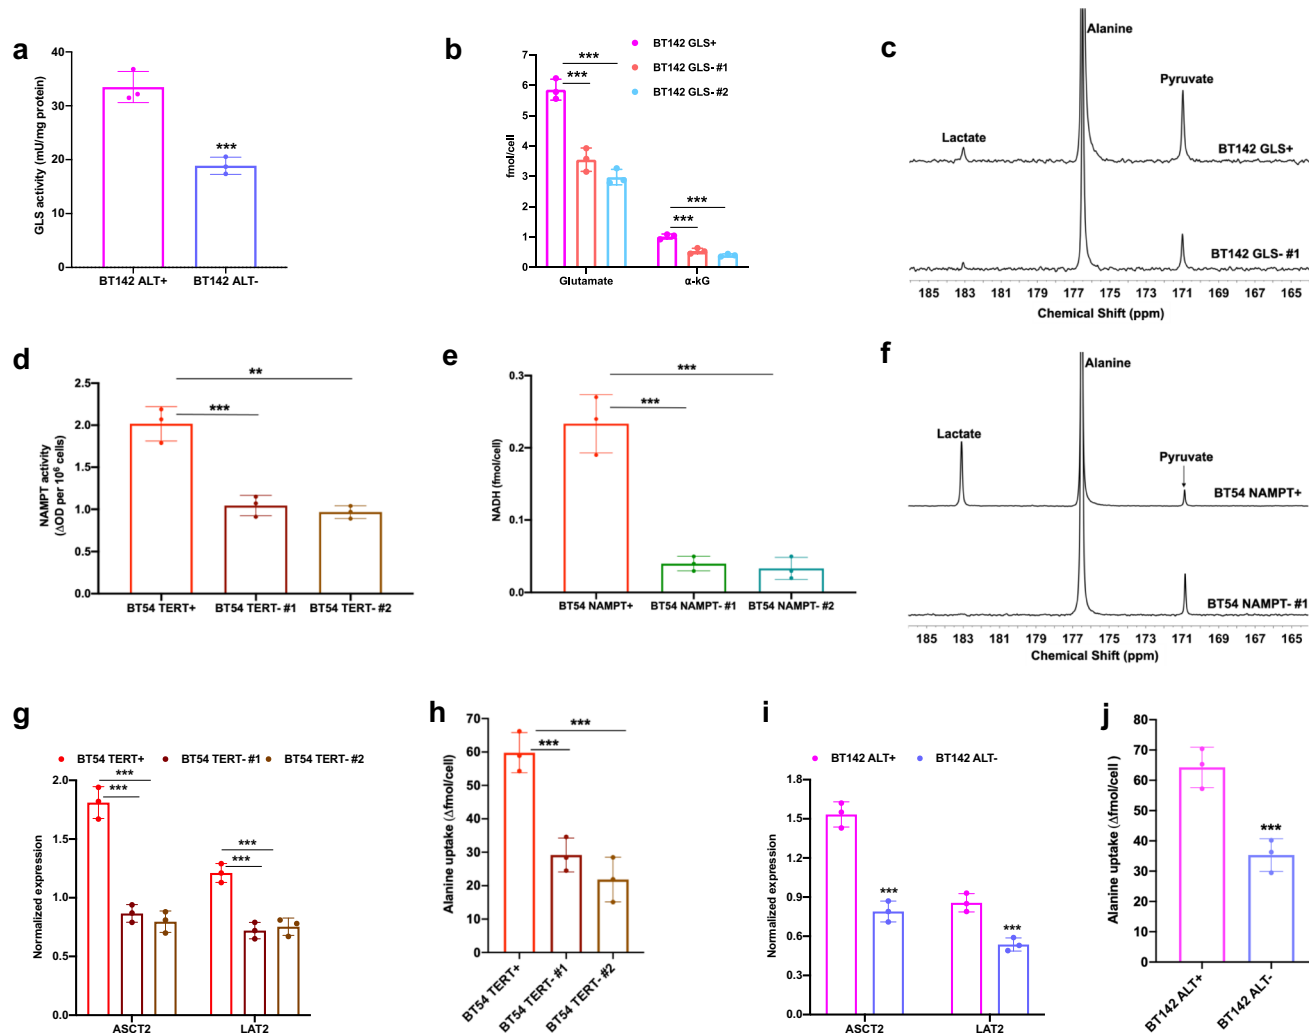 a
GLS activity (mU/mg protein)
40
30
20
10
0
***
BT142 ALT+ BT142 ALT-
b
BT142 GLS+
BT142 GLS- #1
BT142 GLS- #2
fmol/cell
7
6
5
4
3
2
1
0
***
***
***
***
Glutamate α-kG
c
Alanine
Pyruvate
Lactate
BT142 GLS+
BT142 GLS- #1
185 183 181 179 177 175 173 171 169 167 165
Chemical Shift (ppm)
d
NAMPT activity
(ΔOD per 10⁶ cells)
2.5
2.0
1.5
1.0
0.5
0.0
**
***
BT54 TERT+ BT54 TERT- #1 BT54 TERT- #2
e
NADH (fmol/cell)
0.3
0.2
0.1
0.0
***
***
BT54 NAMPT+ BT54 NAMPT- #1 BT54 NAMPT- #2
f
Alanine
Lactate
Pyruvate
BT54 NAMPT+
BT54 NAMPT- #1
185 183 181 179 177 175 173 171 169 167 165
Chemical Shift (ppm)
g
BT54 TERT+ BT54 TERT- #1 BT54 TERT- #2
Normalized expression
2.0
1.5
1.0
0.5
0.0
***
***
***
***
ASCT2 LAT2
h
Alanine uptake (Δfmol/cell)
70
60
50
40
30
20
10
0
***
***
BT54 TERT+
BT54 TERT- #1
BT54 TERT- #2
i
BT142 ALT+ BT142 ALT-
Normalized expression
1.8
1.5
1.2
0.9
0.6
0.3
0.0
***
***
ASCT2 LAT2
j
Alanine uptake (Δfmol/cell )
80
70
60
50
40
30
20
10
0
***
BT142 ALT+
BT142 ALT-